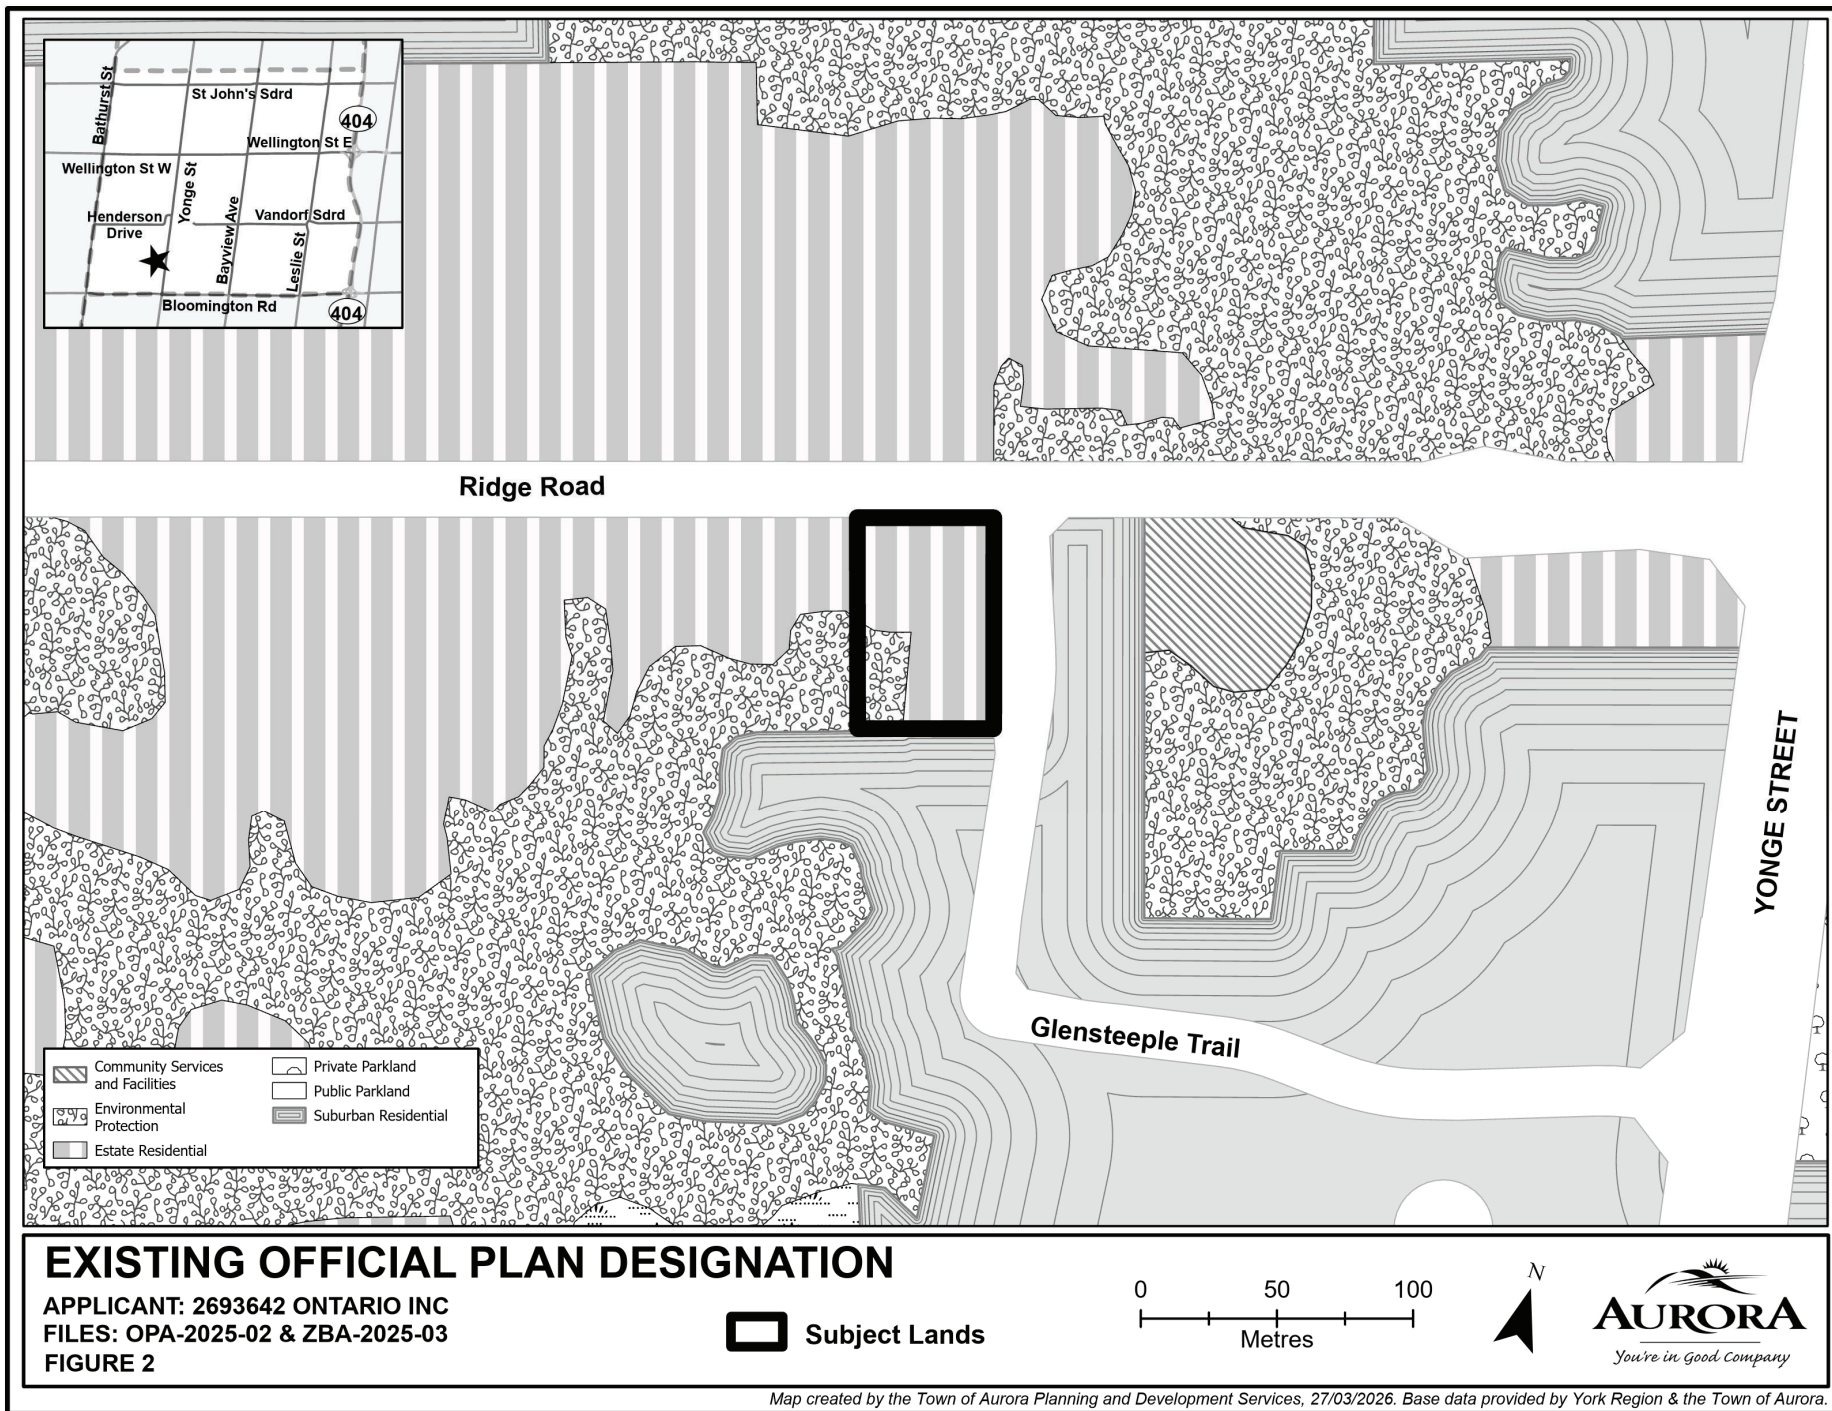 Bathurst St
St John's Sdrd
404
Wellington St E
Wellington St W
Yonge St
Henderson
Drive
Bayview Ave
Vandorf Sdrd
Leslie St
Bloomington Rd
404
Ridge Road
YONGE STREET
Glensteeple Trail
Community Services
and Facilities
Environmental
Protection
Estate Residential
Private Parkland
Public Parkland
Suburban Residential
EXISTING OFFICIAL PLAN DESIGNATION
APPLICANT: 2693642 ONTARIO INC
FILES: OPA-2025-02 & ZBA-2025-03
FIGURE 2
Subject Lands
0 50 100
Metres
N
AURORA
You're in Good Company
Map created by the Town of Aurora Planning and Development Services, 27/03/2026. Base data provided by York Region & the Town of Aurora.